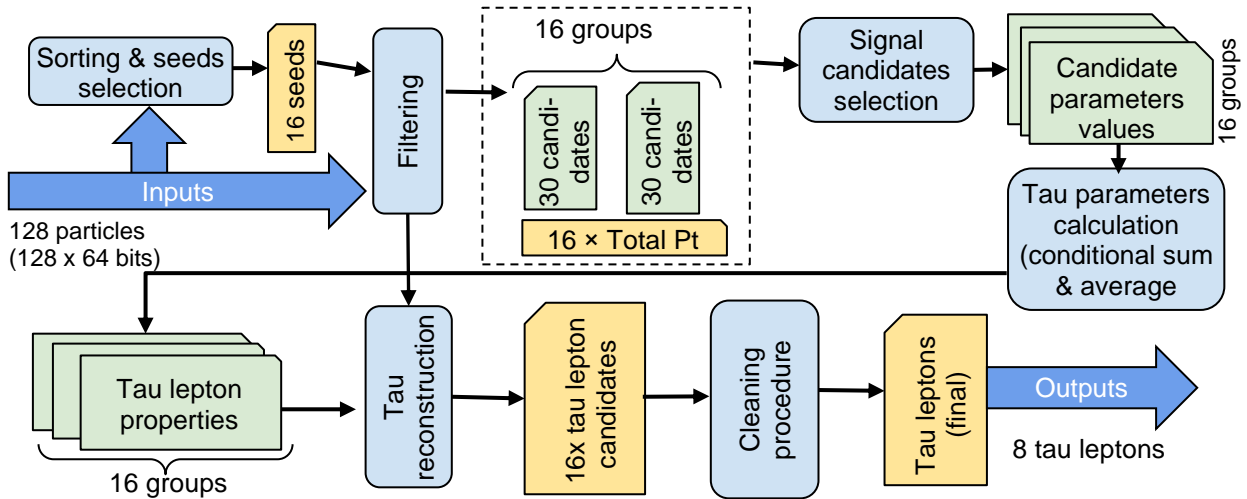 Sorting & seeds
selection
16 seeds
Filtering
16 groups
30 candi-
dates
30 candi-
dates
16 × Total Pt
Signal
candidates
selection
Candidate
parameters
values
16 groups
Inputs
128 particles
(128 x 64 bits)
Tau parameters
calculation
(conditional sum
& average
Tau lepton
properties
16 groups
Tau
reconstruction
16x tau lepton
candidates
Cleaning
procedure
Tau leptons
(final)
Outputs
8 tau leptons